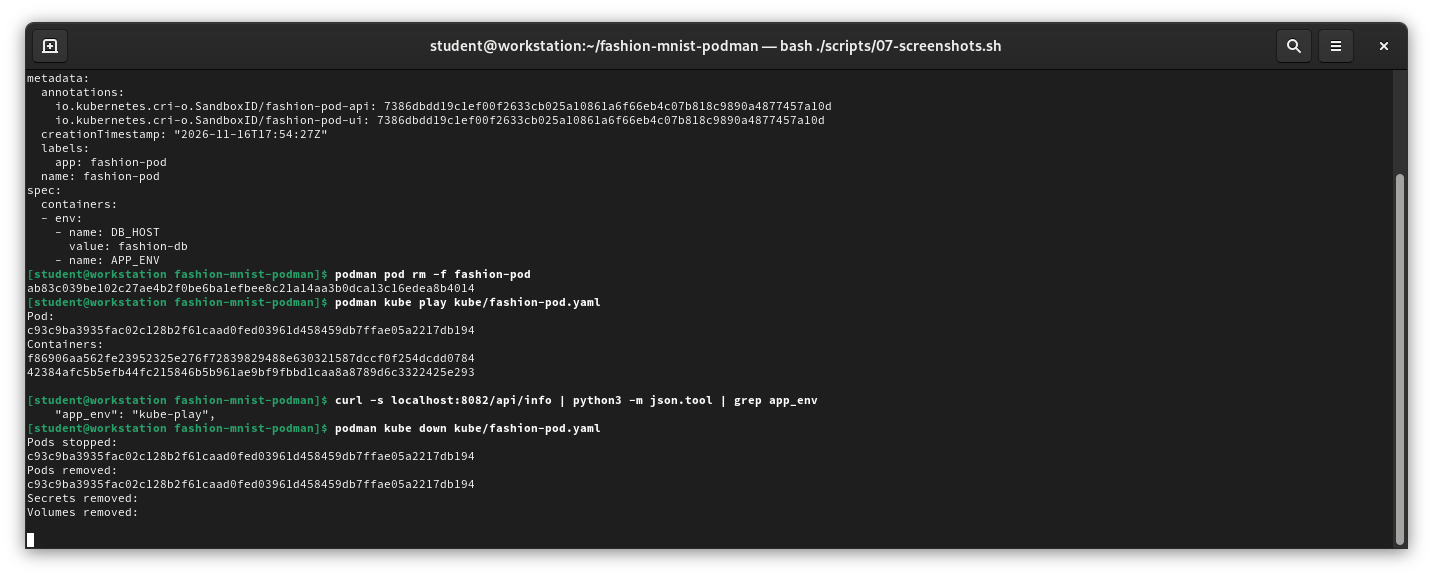 student@workstation:~/fashion-mnist-podman — bash ./scripts/07-screenshots.sh
metadata:
  annotations:
    io.kubernetes.cri-o.SandboxID/fashion-pod-api: 7386dbdd19c1ef00f2633cb025a10861a6f66eb4c07b818c9890a4877457a10d
    io.kubernetes.cri-o.SandboxID/fashion-pod-ui: 7386dbdd19c1ef00f2633cb025a10861a6f66eb4c07b818c9890a4877457a10d
  creationTimestamp: "2026-11-16T17:54:27Z"
  labels:
    app: fashion-pod
  name: fashion-pod
spec:
  containers:
  - env:
    - name: DB_HOST
      value: fashion-db
    - name: APP_ENV
[student@workstation fashion-mnist-podman]$ podman pod rm -f fashion-pod
ab83c039be102c27ae4b2f0be6ba1efbee8c21a14aa3b0dca13c16edea8b4014
[student@workstation fashion-mnist-podman]$ podman kube play kube/fashion-pod.yaml
Pod:
c93c9ba3935fac02c128b2f61caad0fed03961d458459db7ffae05a2217db194
Containers:
f86906aa562fe23952325e276f72839829488e630321587dccf0f254dcdd0784
42384afc5b5efb44fc215846b5b961ae9bf9fbbd1caa8a8789d6c3322425e293

[student@workstation fashion-mnist-podman]$ curl -s localhost:8082/api/info | python3 -m json.tool | grep app_env
    "app_env": "kube-play",
[student@workstation fashion-mnist-podman]$ podman kube down kube/fashion-pod.yaml
Pods stopped:
c93c9ba3935fac02c128b2f61caad0fed03961d458459db7ffae05a2217db194
Pods removed:
c93c9ba3935fac02c128b2f61caad0fed03961d458459db7ffae05a2217db194
Secrets removed:
Volumes removed: